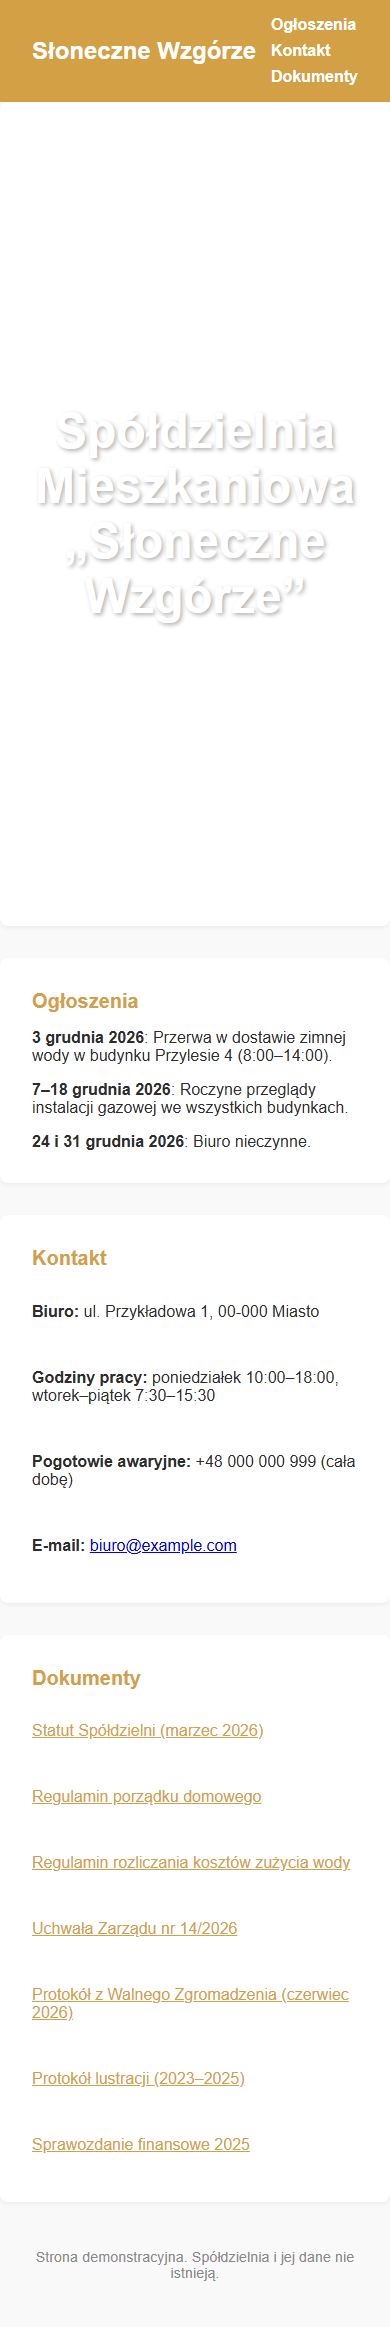 Słoneczne Wzgórze
Ogłoszenia
Kontakt
Dokumenty
Spółdzielnia
Mieszkaniowa
„Słoneczne
Wzgórze”
Ogłoszenia
3 grudnia 2026: Przerwa w dostawie zimnej
wody w budynku Przylesie 4 (8:00–14:00).
7–18 grudnia 2026: Roczyne przeglądy
instalacji gazowej we wszystkich budynkach.
24 i 31 grudnia 2026: Biuro nieczynne.
Kontakt
Biuro: ul. Przykładowa 1, 00-000 Miasto
Godziny pracy: poniedziałek 10:00–18:00,
wtorek–piątek 7:30–15:30
Pogotowie awaryjne: +48 000 000 999 (cała
dobę)
E-mail: biuro@example.com
Dokumenty
Statut Spółdzielni (marzec 2026)
Regulamin porządku domowego
Regulamin rozliczania kosztów zużycia wody
Uchwała Zarządu nr 14/2026
Protokół z Walnego Zgromadzenia (czerwiec
2026)
Protokół lustracji (2023–2025)
Sprawozdanie finansowe 2025
Strona demonstracyjna. Spółdzielnia i jej dane nie
istnieją.